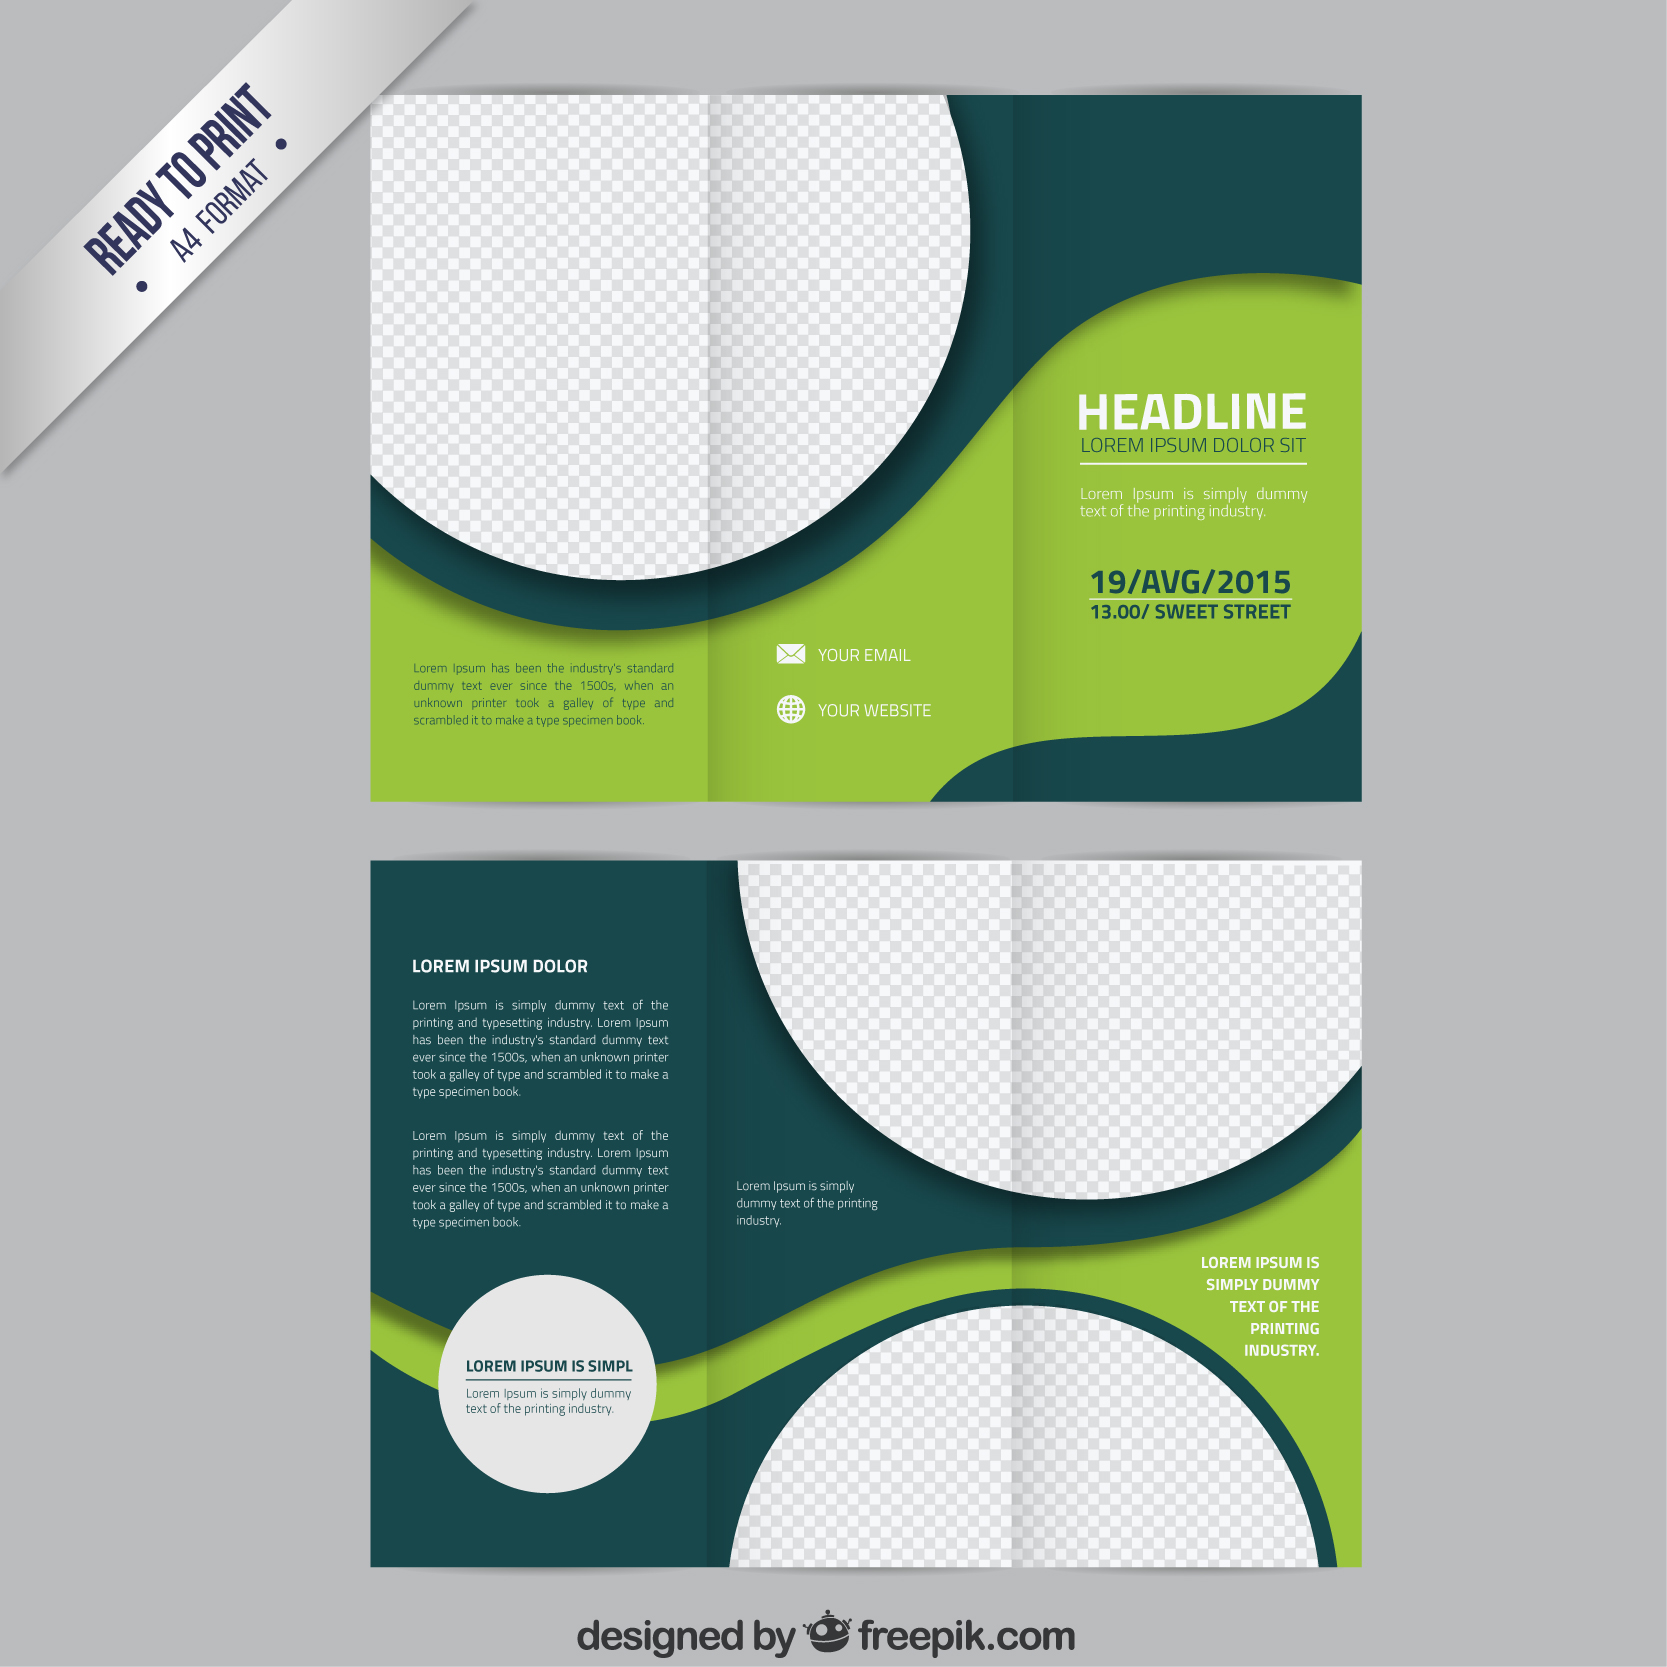 READY TO PRINT
A4 FORMAT
HEADLINE
LOREM IPSUM DOLOR SIT
Lorem Ipsum is simply dummy
text of the printing industry.
19/AVG/2015
13.00/ SWEET STREET
Lorem Ipsum has been the industry's standard
dummy text ever since the 1500s, when an
unknown printer took a galley of type and
scrambled it to make a type specimen book.
YOUR EMAIL
YOUR WEBSITE
LOREM IPSUM DOLOR
Lorem Ipsum is simply dummy text of the
printing and typesetting industry. Lorem Ipsum
has been the industry's standard dummy text
ever since the 1500s, when an unknown printer
took a galley of type and scrambled it to make a
type specimen book.
Lorem Ipsum is simply dummy text of the
printing and typesetting industry. Lorem Ipsum
has been the industry's standard dummy text
ever since the 1500s, when an unknown printer
took a galley of type and scrambled it to make a
type specimen book.
Lorem Ipsum is simply
dummy text of the printing
industry.
LOREM IPSUM IS
SIMPLY DUMMY
TEXT OF THE
PRINTING
INDUSTRY.
LOREM IPSUM IS SIMPL
Lorem Ipsum is simply dummy
text of the printing industry.
designed by freepik.com